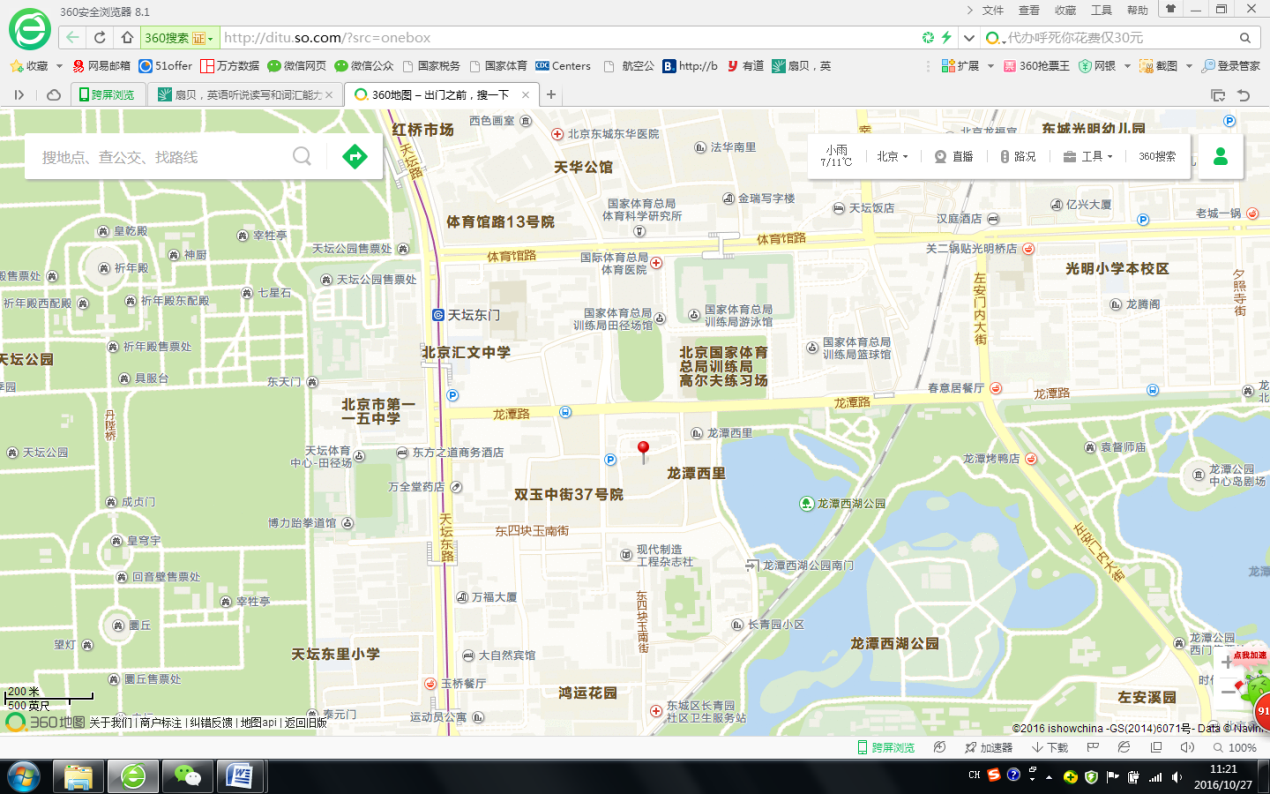 360安全浏览器 8.1
文件 查看 收藏 工具 帮助
360搜索 证
http://ditu.so.com/?src=onebox
代办呼死你花费仅30元
收藏 网易邮箱 51offer 万方数据 微信网页 微信公众 国家税务 国家体育 Centers 航空公 http://b 有道 扇贝，英
扩展 360抢票王 网银 截图 登录管家
跨屏浏览 扇贝，英语听说读写和词汇能力 360地图 – 出门之前，搜一下
搜地点、查公交、找路线
小雨
7/11℃
北京 直播 路况 工具 360搜索
红桥市场
西色画室
北京东城东华医院
东城光明幼儿园
天坛路
天华公馆
法华南里
国家体育总局
体育科学研究所
金瑞写字楼
天坛饭店
亿兴大厦
汉庭酒店
老城一锅
体育馆路13号院
体育馆路
体育馆路
皇乾殿
宰牲亭
神厨
天坛公园售票处
关二锅贴光明桥店
国际体育总局
体育医院
祈年殿
天坛公园售票处
光明小学本校区
夕照寺街
左安门内大街
祈年殿西配殿
祈年殿东配殿
七星石
龙腾阁
天坛东门
国家体育总局
训练局田径场馆
国家体育总局
训练局游泳馆
祈年殿售票处
天坛公园
北京汇文中学
北京国家体育
总局训练局
高尔夫练习场
国家体育总局
训练局篮球馆
具服台
东天门
春意居餐厅
龙潭路
龙潭路
龙潭路
北京市第一
一五中学
丹陛桥
龙潭西里
天坛公园
天坛体育
中心-田径场
东方之道商务酒店
龙潭西里
龙潭烤鸭店
袁督师庙
龙潭公园
中心岛剧场
万全堂药店
双玉中街37号院
成贞门
龙潭西湖公园
博力跆拳道馆
天坛东路
东四块玉南街
皇穹宇
现代制造
工程杂志社
龙潭西湖公园南门
左安门内大街
回音壁售票处
宰牲亭
万福大厦
东四块玉南街
圜丘
长青园小区
望灯
龙潭西湖公园
龙潭公园
天坛东里小学
大自然宾馆
点我加速
圜丘售票处
玉桥餐厅
鸿运花园
左安溪园
200 米
500 英尺
东城区长青园
社区卫生服务站
泰元门
运动员公寓
360地图
关于我们 | 商户标注 | 纠错反馈 | 地图api | 返回旧版
©2016 ishowchina -GS(2014)6071号- Data © Navin
91
跨屏浏览 加速器 下载 100%
CH
11:21
2016/10/27